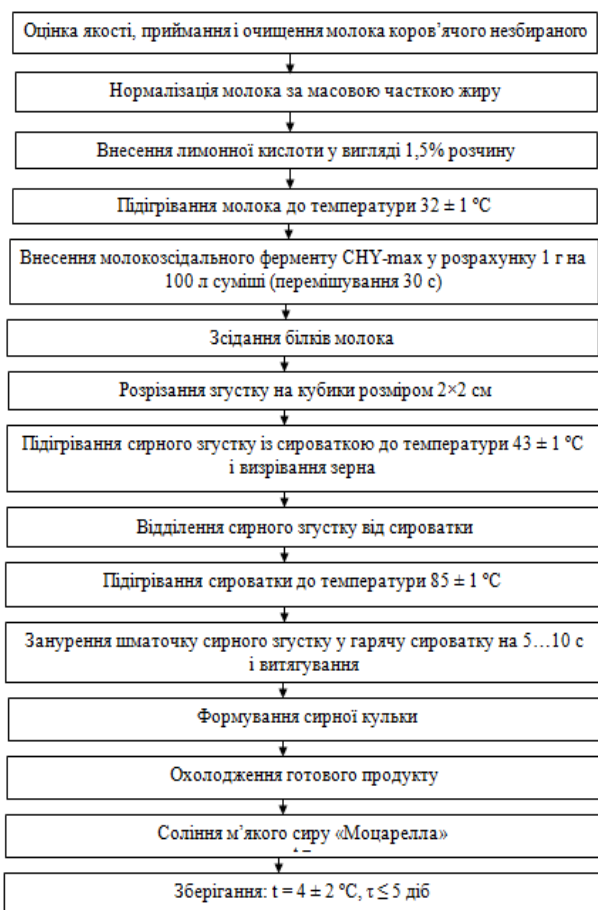 Оцінка якості, приймання і очищення молока коров’ячого незбираного
Нормалізація молока за масовою часткою жиру
Внесення лимонної кислоти у вигляді 1,5% розчину
Підігрівання молока до температури 32 ± 1 °С
Внесення молокозсідального ферменту CHY-max у розрахунку 1 г на
100 л суміші (перемішування 30 с)
Зсідання білків молока
Розрізання згустку на кубики розміром 2×2 см
Підігрівання сирного згустку із сироваткою до температури 43 ± 1 °С
і визрівання зерна
Відділення сирного згустку від сироватки
Підігрівання сироватки до температури 85 ± 1 °С
Занурення шматочку сирного згустку у гарячу сироватку на 5…10 с
і витягування
Формування сирної кульки
Охолодження готового продукту
Соління м’якого сиру «Моцарелла»
Зберігання: t = 4 ± 2 °С, τ ≤ 5 діб